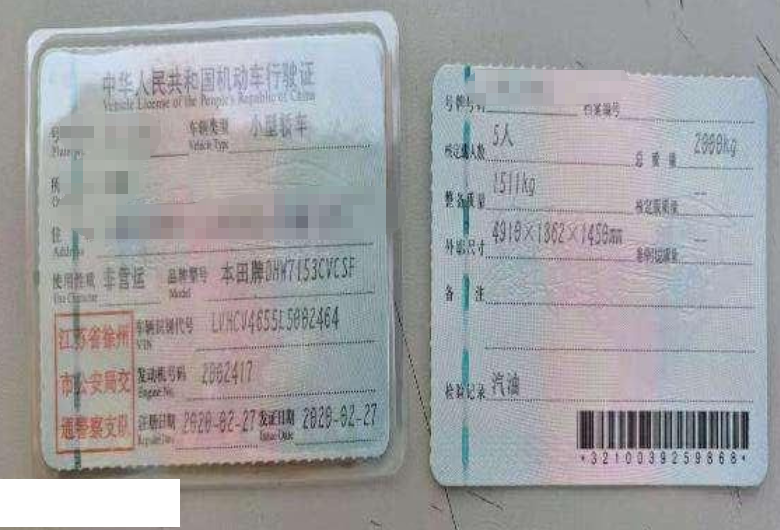 中华人民共和国机动车行驶证
Vehicle License of the People's Republic of China
号
Plate No.
车辆类型 小型轿车
Vehicle Type
住
Address
使用性质 非营运
Use Character
品牌型号 本田牌DHW7153CVCSF
Model
江苏省徐州
市公安局交
通警察支队
车辆识别代号 LVHCV4655L5002464
VIN
发动机号码 2002417
Engine No.
注册日期 2020-02-27 发证日期 2020-02-27
Register Date Issue Date
号牌号码 档案编号
核定载人数 5人 总质量 2000kg
整备质量 1511kg 核定载质量 --
外廓尺寸 4910×1862×1450mm 准牵引总质量 --
备注
检验记录 汽油
*3210039259868*